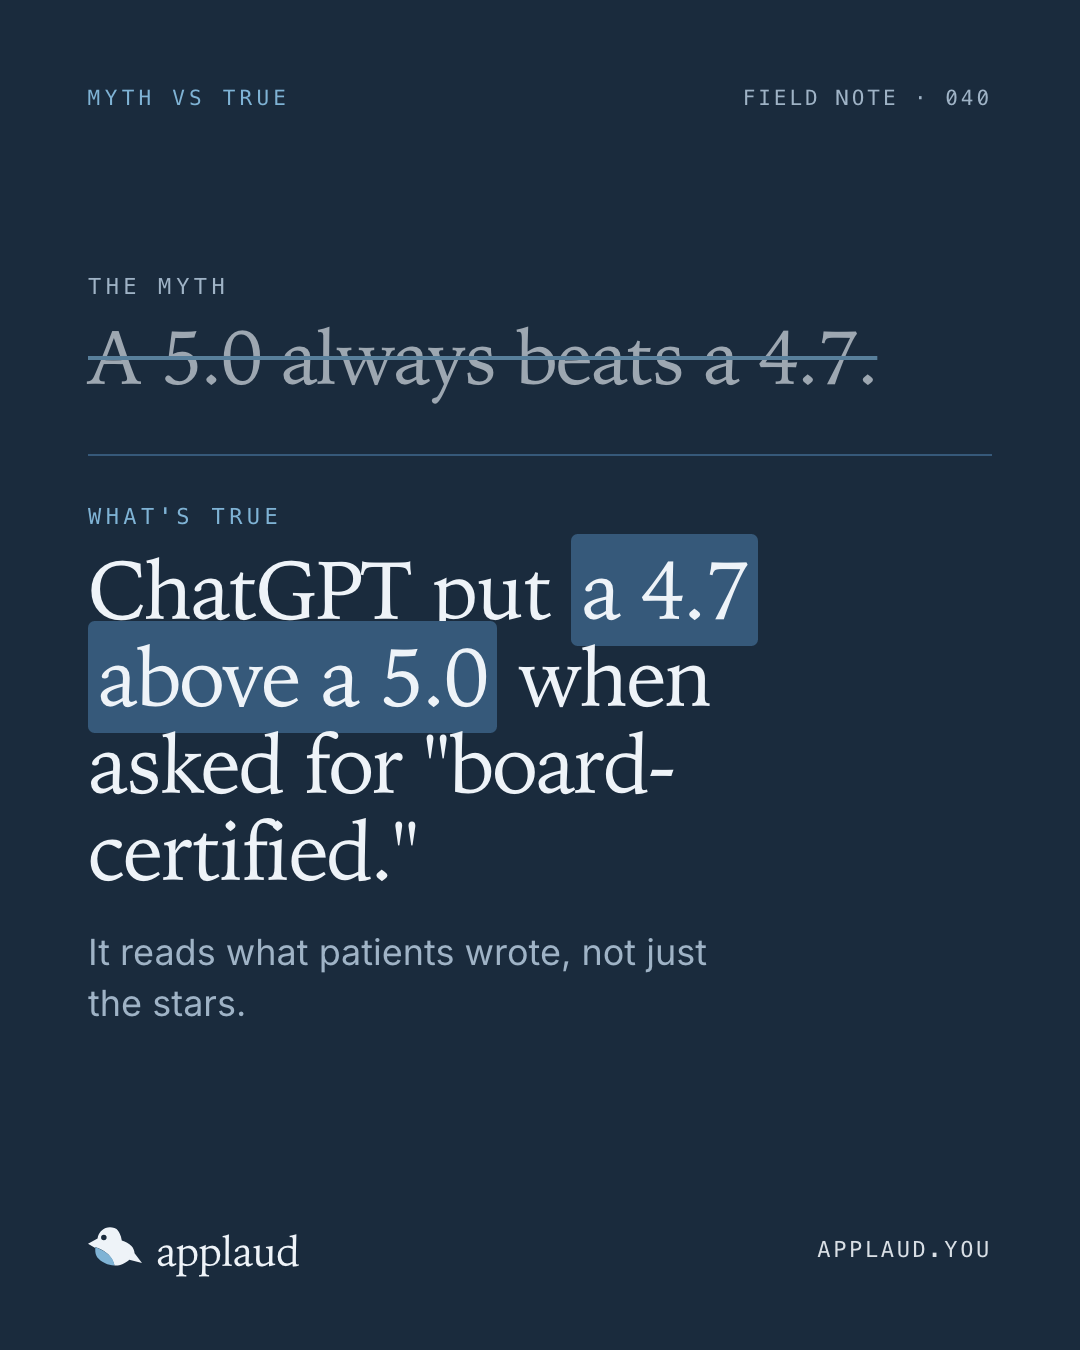 MYTH VS TRUE
FIELD NOTE · 040
THE MYTH
A 5.0 always beats a 4.7.
WHAT'S TRUE
ChatGPT put a 4.7
above a 5.0 when
asked for "board-
certified."
It reads what patients wrote, not just
the stars.
applaud
APPLAUD.YOU